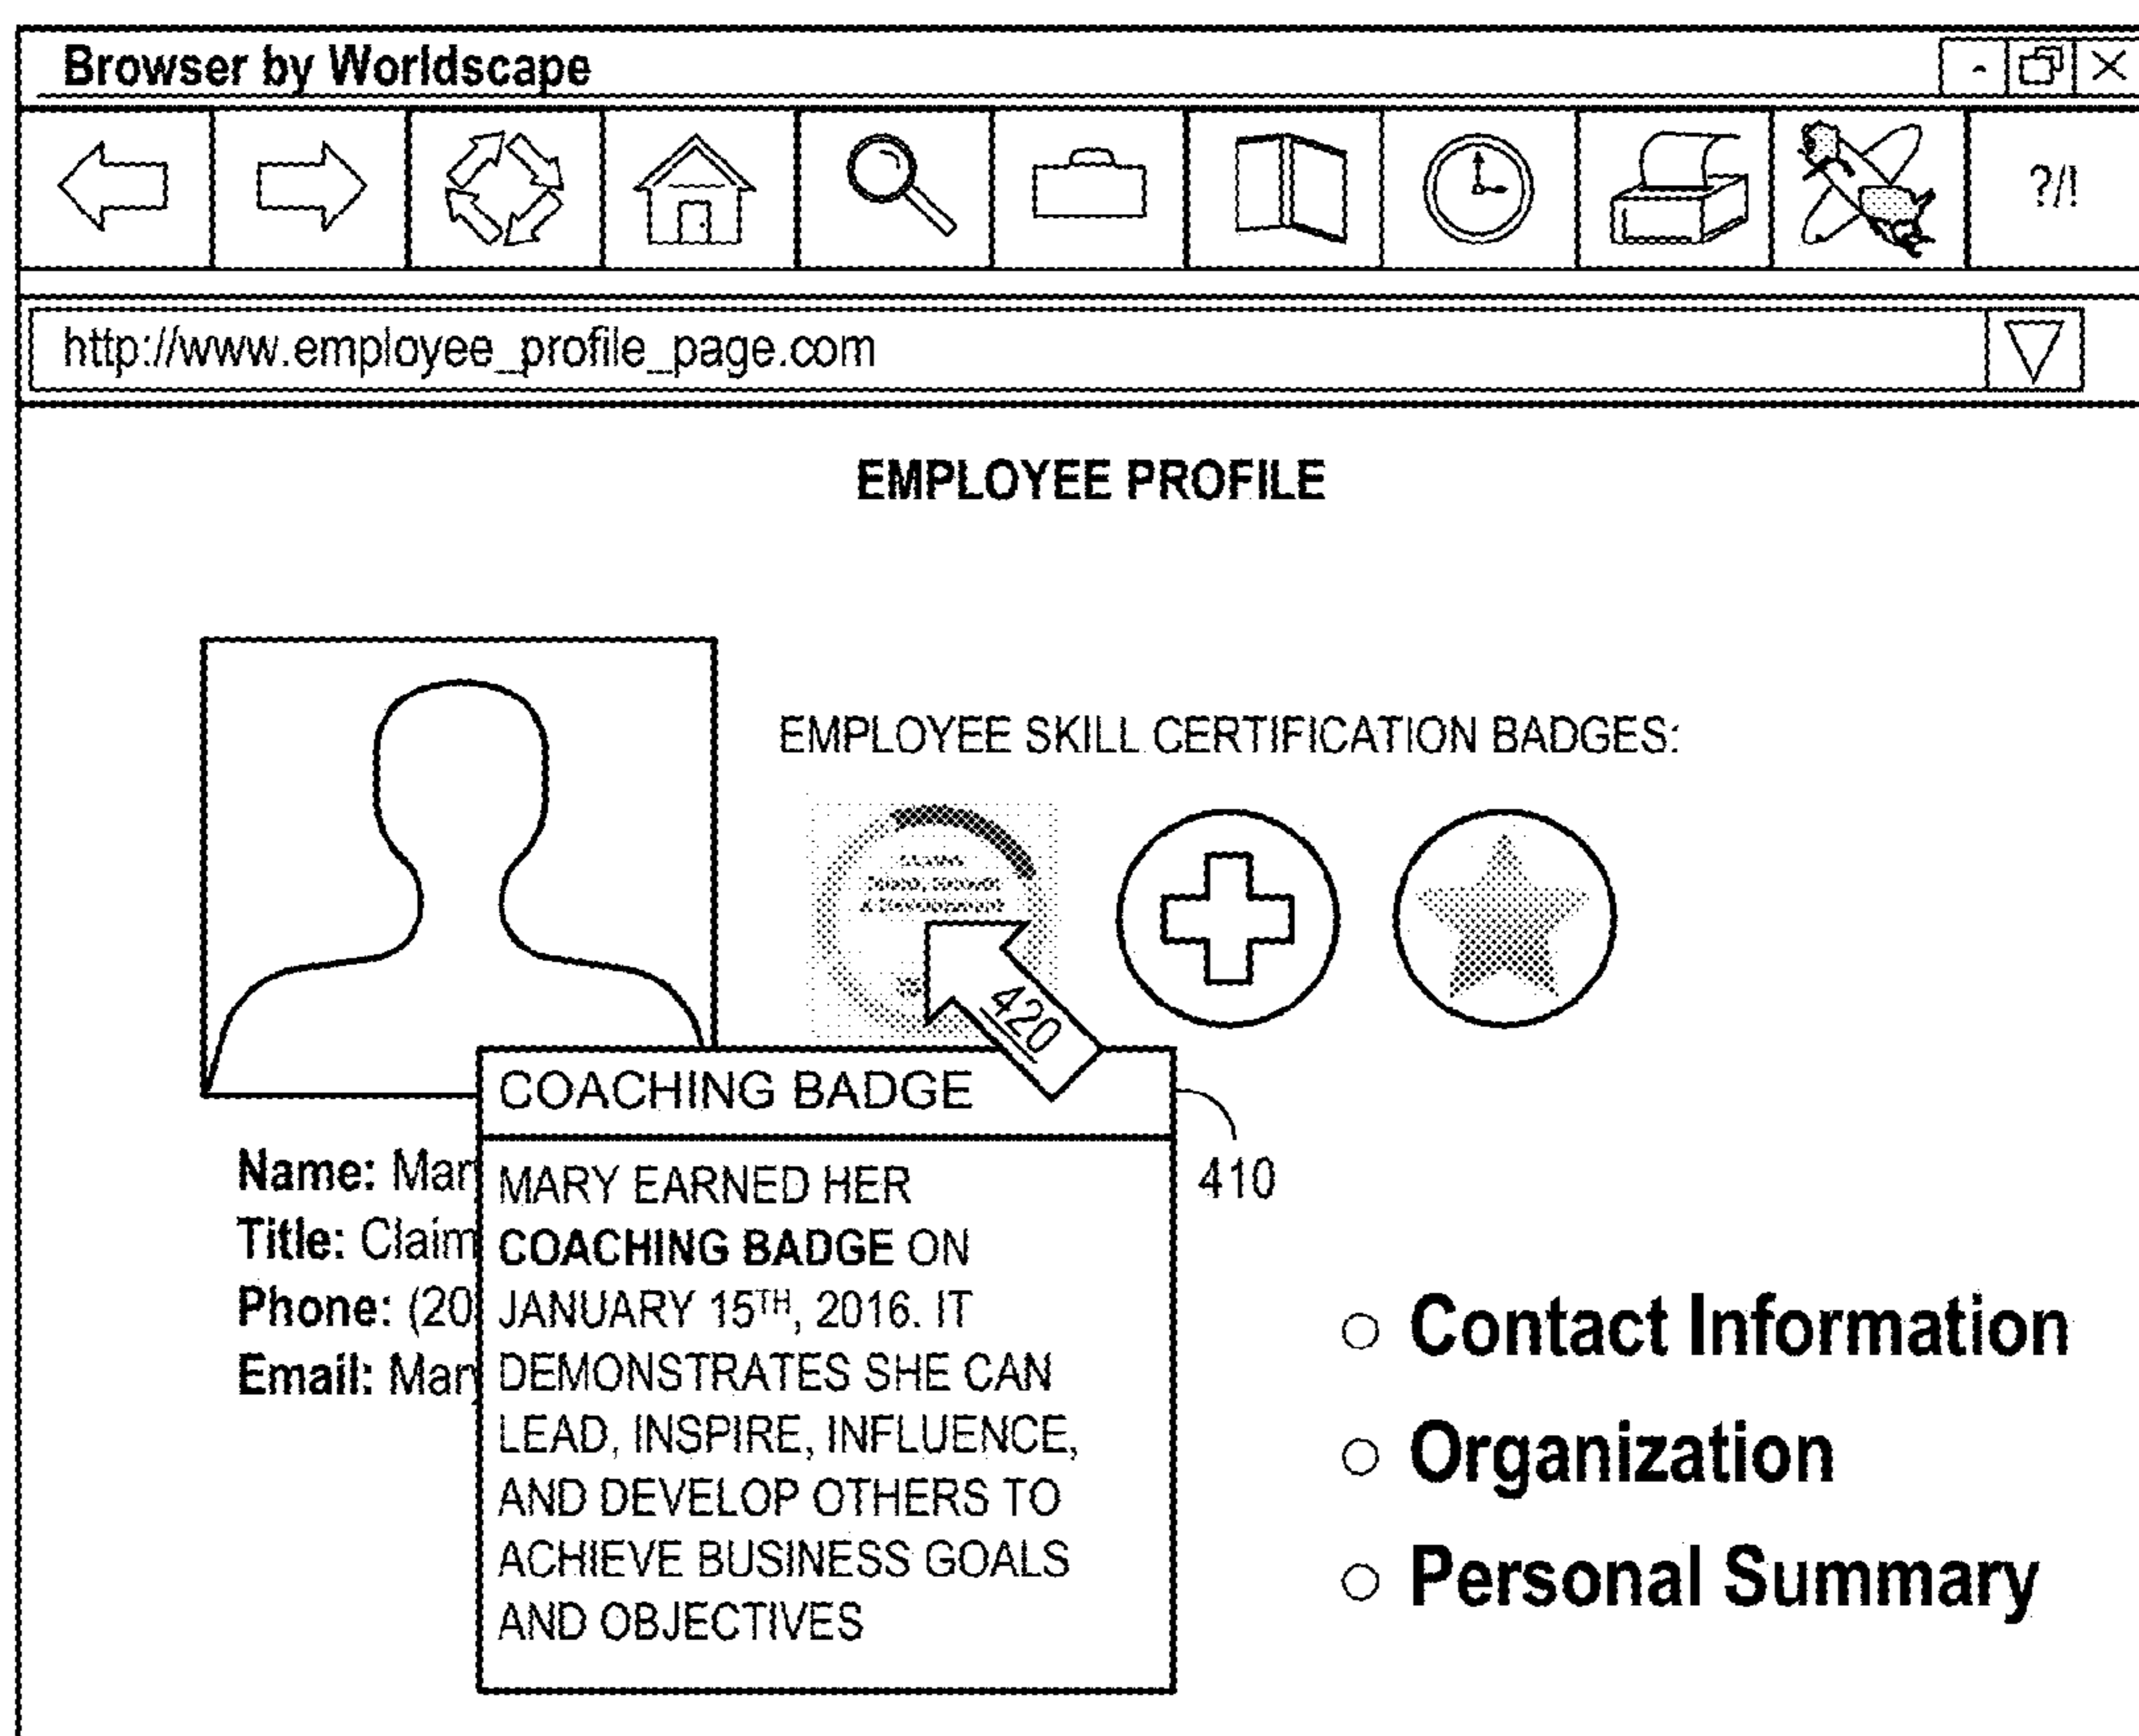 Browser by Worldscape
?/!
http://www.employee_profile_page.com
EMPLOYEE PROFILE
EMPLOYEE SKILL CERTIFICATION BADGES:
420
COACHING BADGE
410
Name: Mar
Title: Claim
Phone: (20
Email: Mary
MARY EARNED HER
COACHING BADGE ON
JANUARY 15TH, 2016. IT
DEMONSTRATES SHE CAN
LEAD, INSPIRE, INFLUENCE,
AND DEVELOP OTHERS TO
ACHIEVE BUSINESS GOALS
AND OBJECTIVES
Contact Information
Organization
Personal Summary